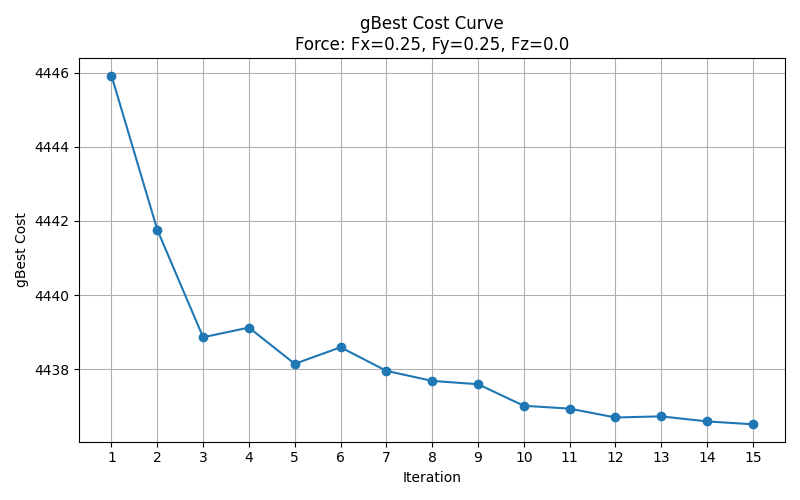 gBest Cost Curve
Force: Fx=0.25, Fy=0.25, Fz=0.0
gBest Cost
4446
4444
4442
4440
4438
1 2 3 4 5 6 7 8 9 10 11 12 13 14 15
Iteration